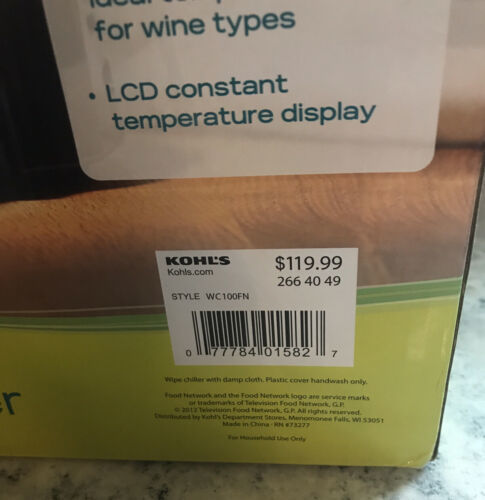 for wine types
• LCD constant
temperature display
KOHL'S
Kohls.com
$119.99
266 40 49
STYLE WC100FN
0 77784 01582 7
Wipe chiller with damp cloth. Plastic cover handwash only.
Food Network and the Food Network logo are service marks
or trademarks of Television Food Network, G.P.
© 2012 Television Food Network, G.P. All rights reserved.
Distributed by Kohl's Department Stores, Menomonee Falls, WI 53051
Made in China · RN #73277
For Household Use Only